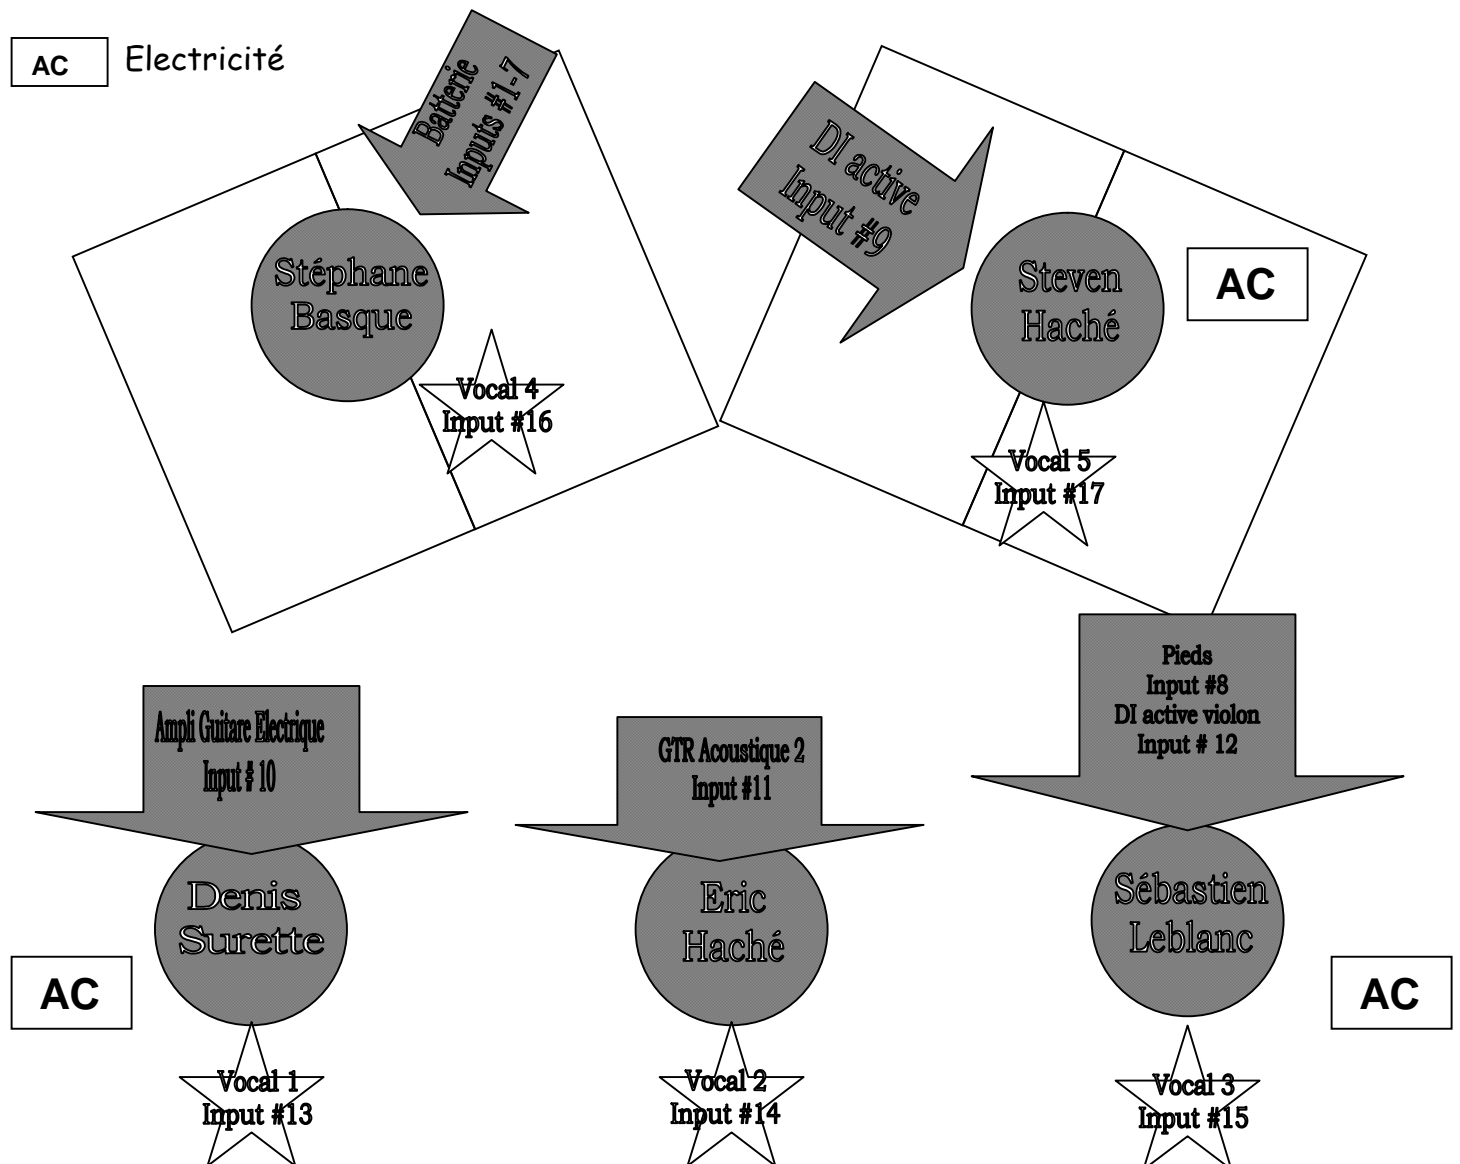 AC
Electricité
Batterie
Inputs #1-7
DI active
Input #9
Stéphane
Basque
Steven
Haché
AC
Vocal 4
Input #16
Vocal 5
Input #17
Ampli Guitare Electrique
Input # 10
GTR Acoustique 2
Input #11
Pieds
Input #8
DI active violon
Input # 12
Denis
Surette
Eric
Haché
Sébastien
Leblanc
AC
AC
Vocal 1
Input #13
Vocal 2
Input #14
Vocal 3
Input #15